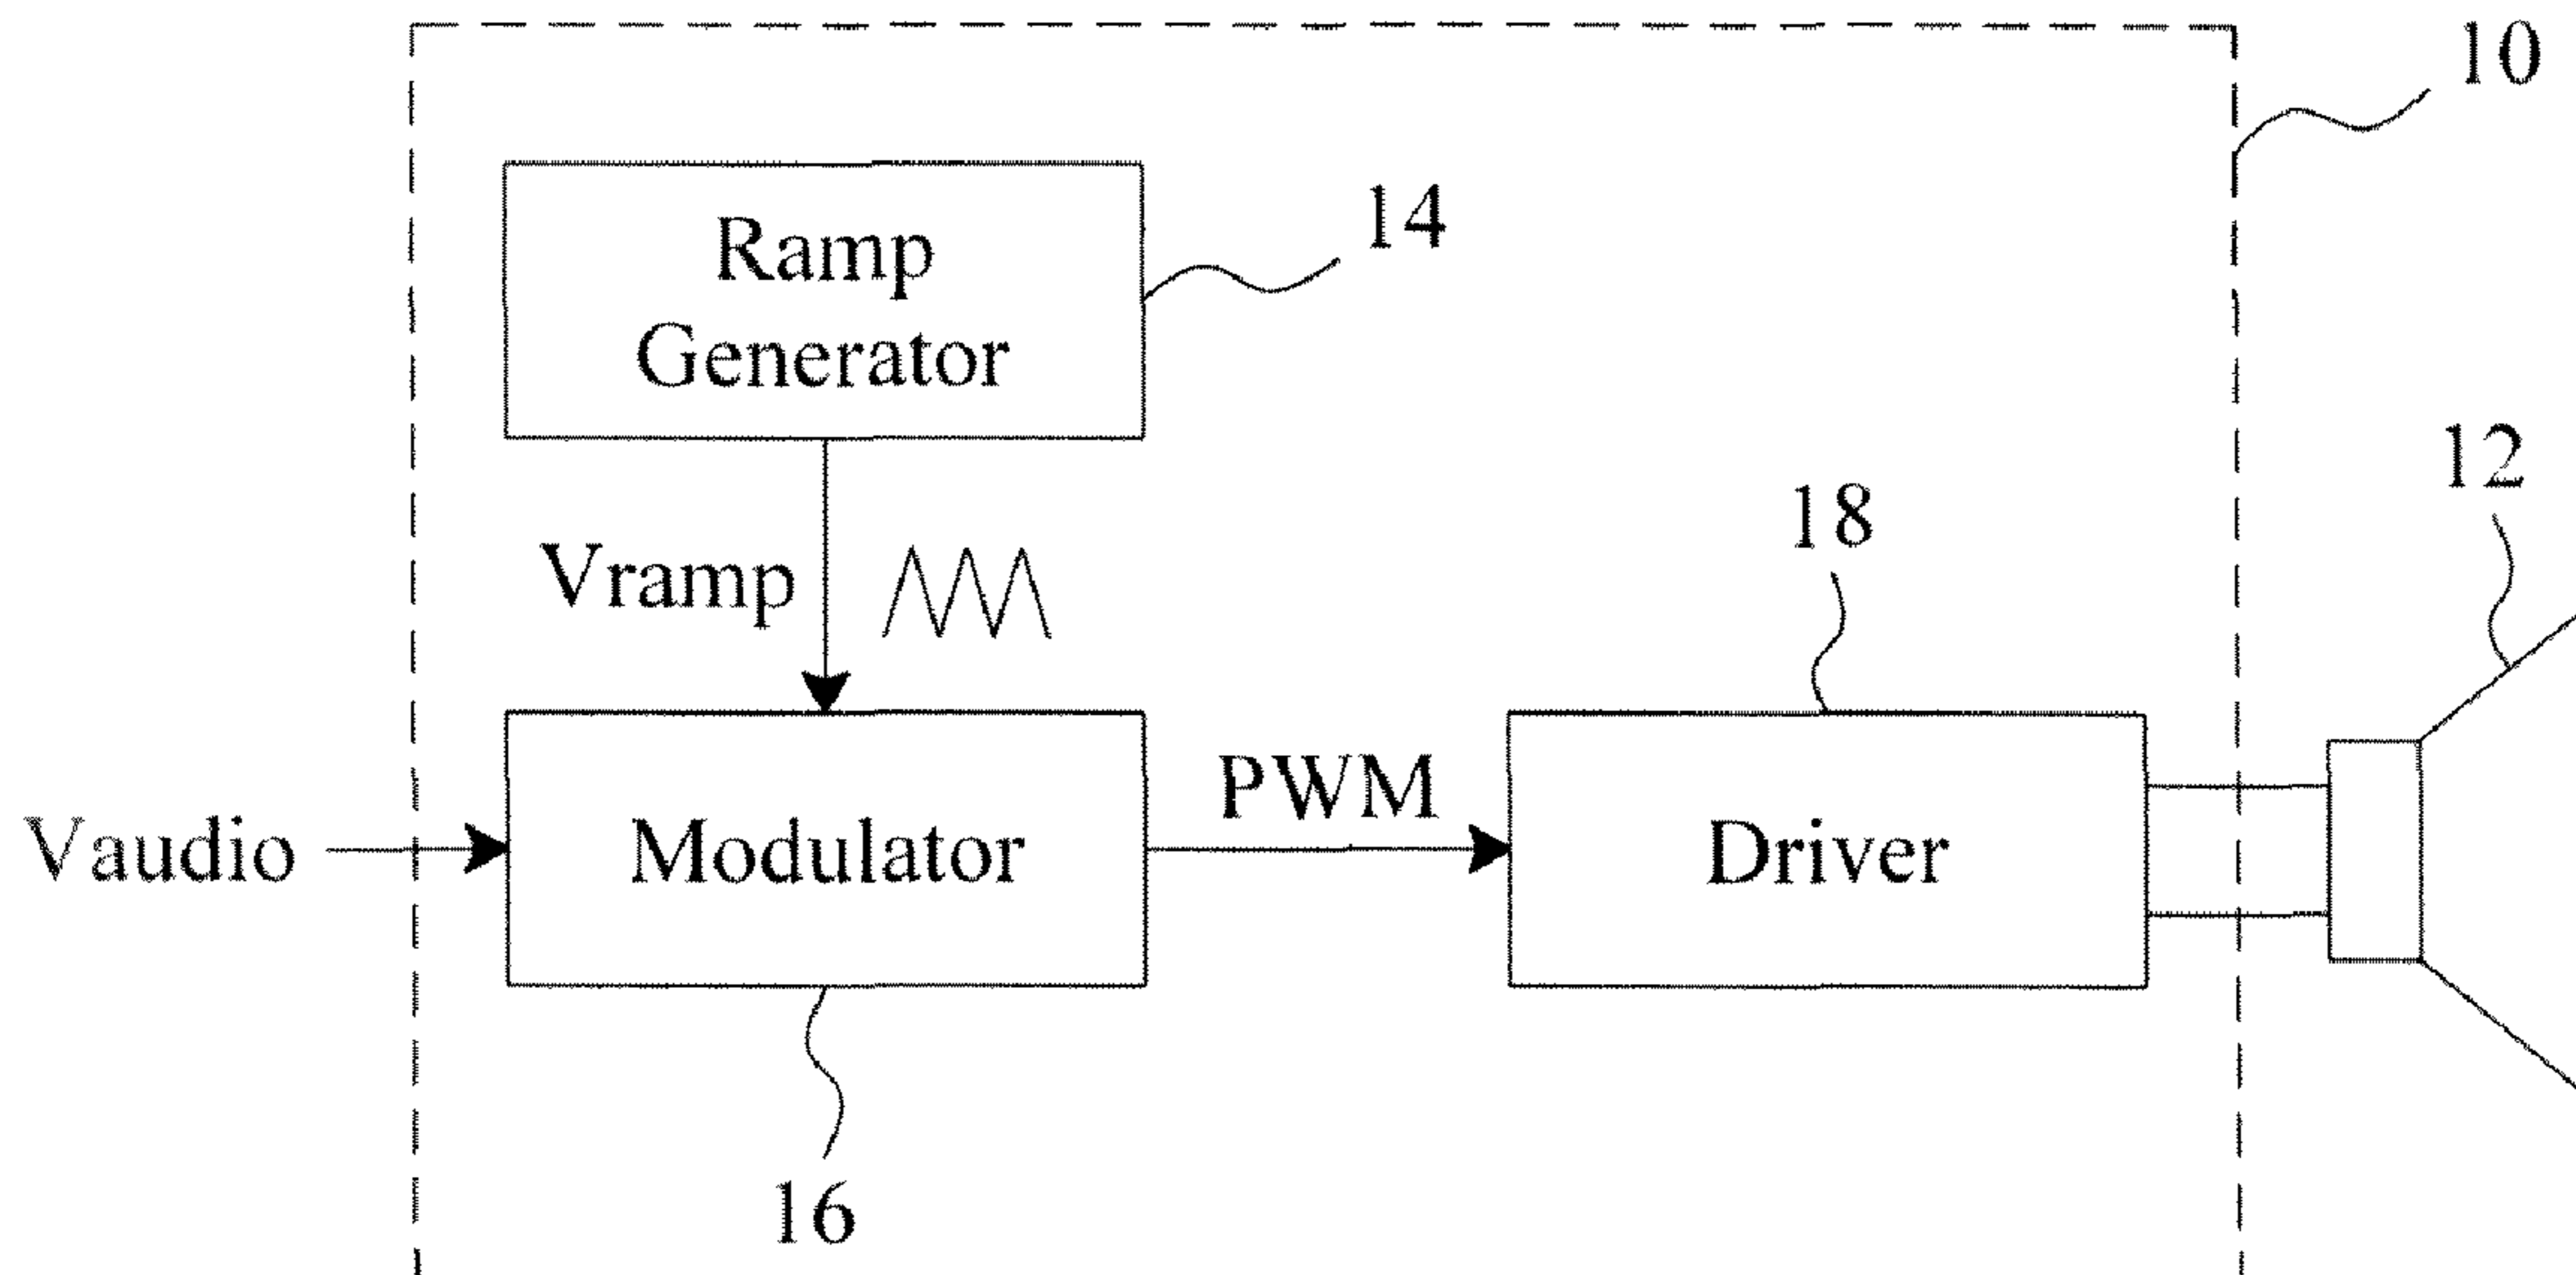 10
Ramp
Generator
14
12
18
Vramp
Vaudio
Modulator
PWM
Driver
16